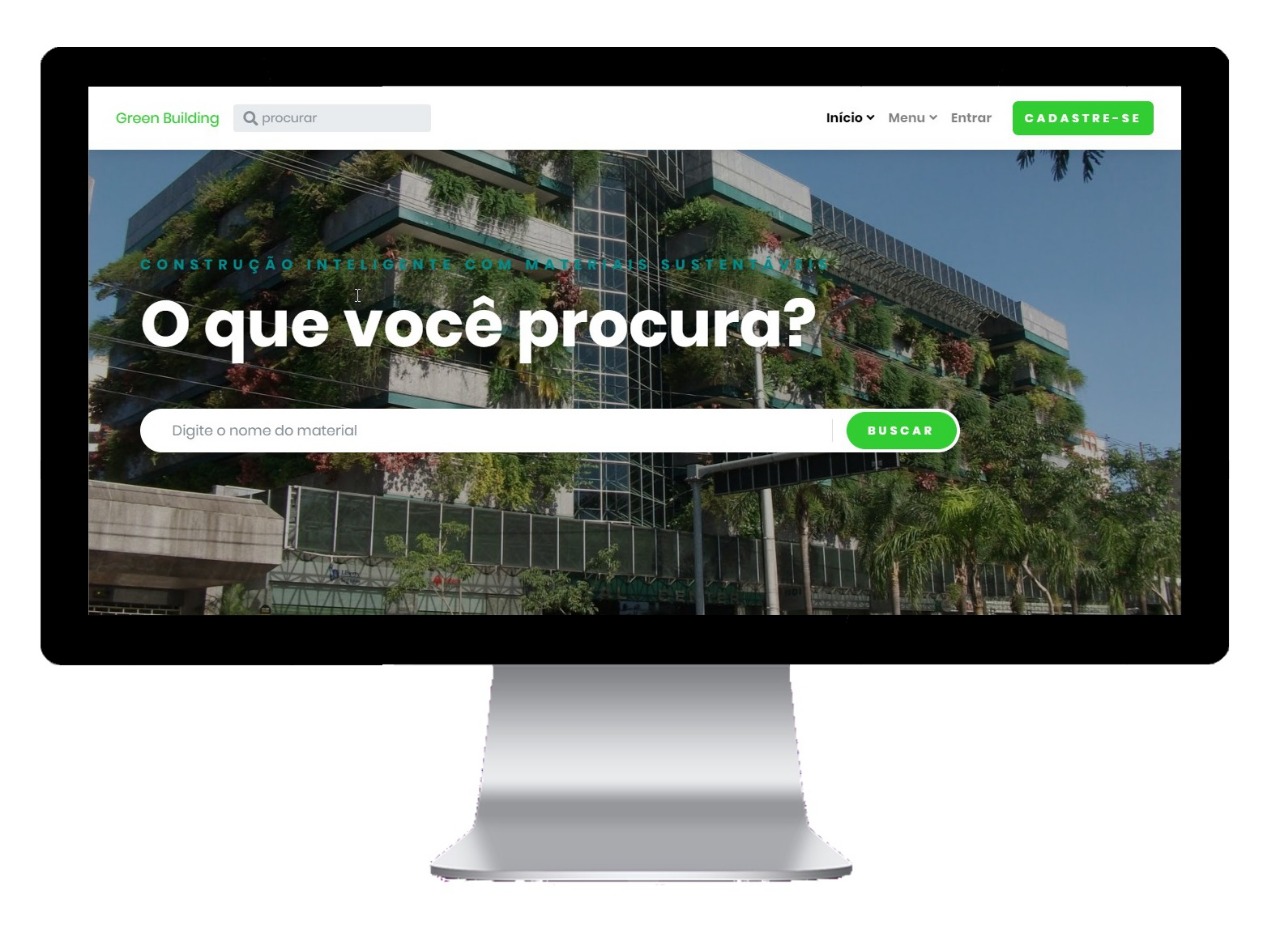 Green Building
procurar
Início
Menu
Entrar
CADASTRE-SE
CONSTRUÇÃO INTELIGENTE COM MATERIAIS SUSTENTÁVEIS
O que você procura?
Digite o nome do material
BUSCAR